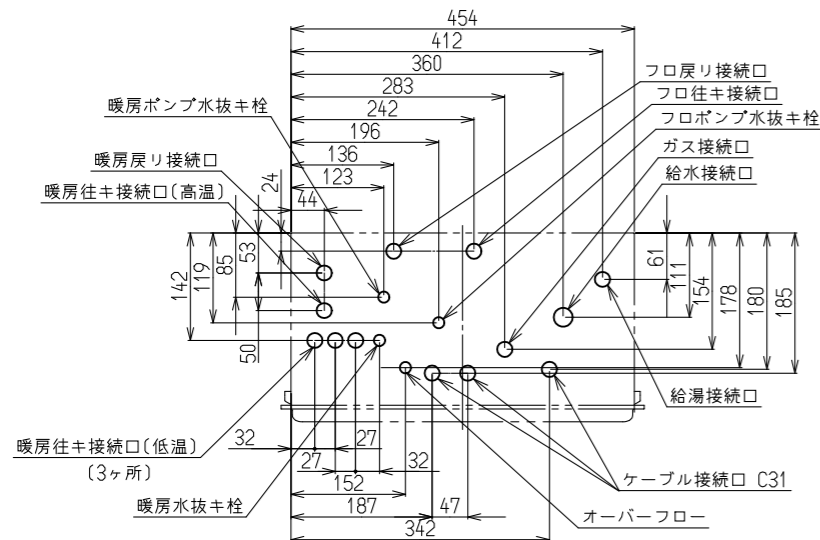 454
412
360
283
242
196
136
123
44
24
フロ戻リ接続口
フロ往キ接続口
フロポンプ水抜キ栓
ガス接続口
給水接続口
暖房ポンプ水抜キ栓
暖房戻リ接続口
暖房往キ接続口(高温)
142
119
85
53
50
61
111
154
178
180
185
給湯接続口
暖房往キ接続口(低温)
(3ヶ所)
32
27
27
32
152
187
47
342
暖房水抜キ栓
ケーブル接続口 C31
オーバーフロー